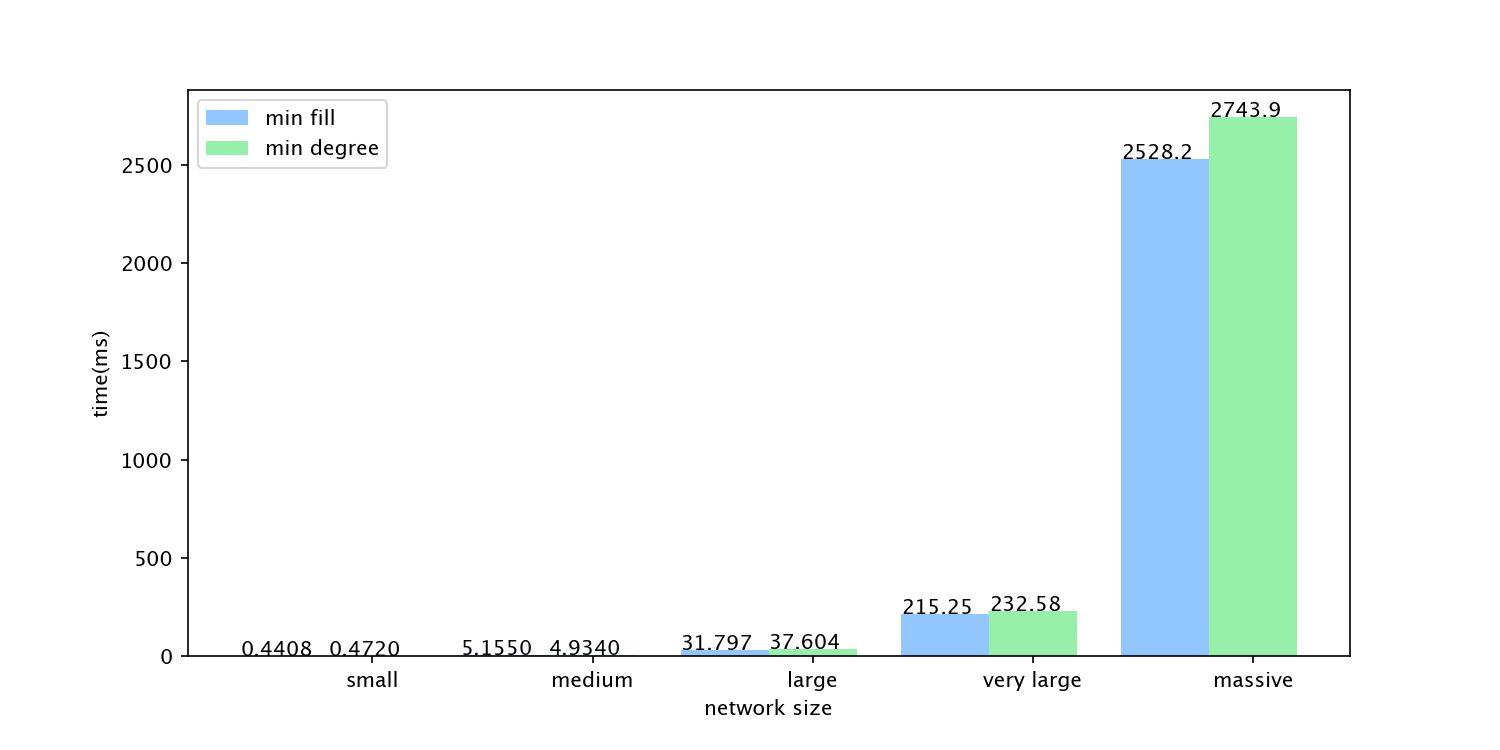 min fill
min degree
2743.9
2528.2
2500
2000
1500
1000
500
0
time(ms)
215.25 232.58
31.797 37.604
0.4408 0.4720 5.1550 4.9340
small medium large very large massive
network size